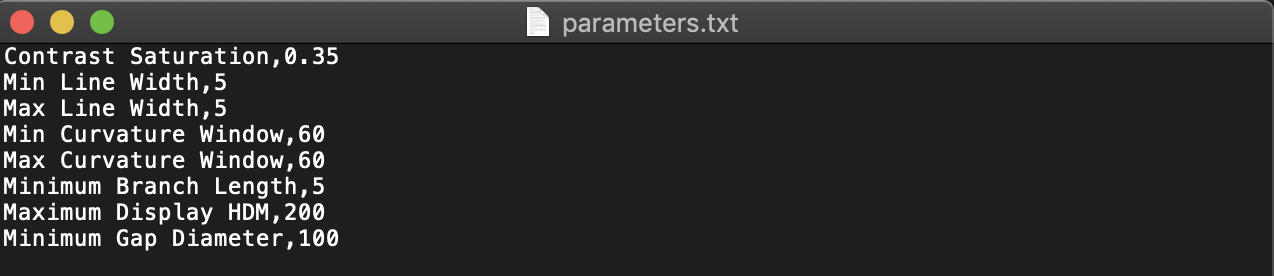 parameters.txt
Contrast Saturation,0.35
Min Line Width,5
Max Line Width,5
Min Curvature Window,60
Max Curvature Window,60
Minimum Branch Length,5
Maximum Display HDM,200
Minimum Gap Diameter,100